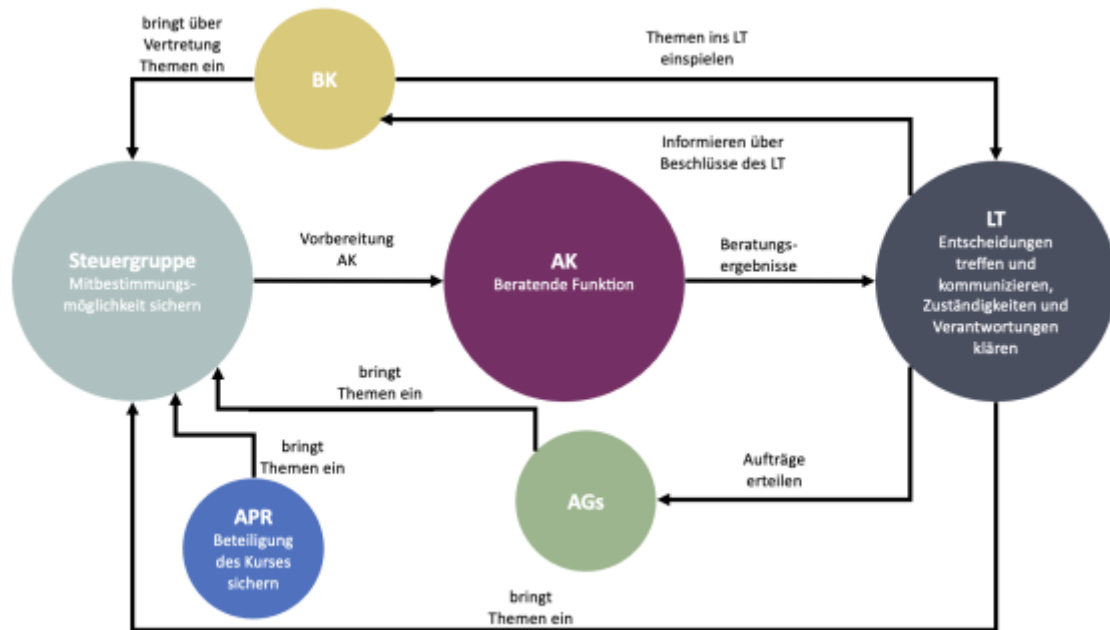 bringt über
Vertretung
Themen ein
BK
Themen ins LT
einspielen
Informieren über
Beschlüsse des LT
Steuergruppe
Mitbestimmungs-
möglichkeit sichern
Vorbereitung
AK
AK
Beratende Funktion
Beratungs-
ergebnisse
LT
Entscheidungen
treffen und
kommunizieren,
Zuständigkeiten und
Verantwortungen
klären
bringt
Themen ein
bringt
Themen ein
APR
Beteiligung
des Kurses
sichern
AGs
Aufträge
erteilen
bringt
Themen ein